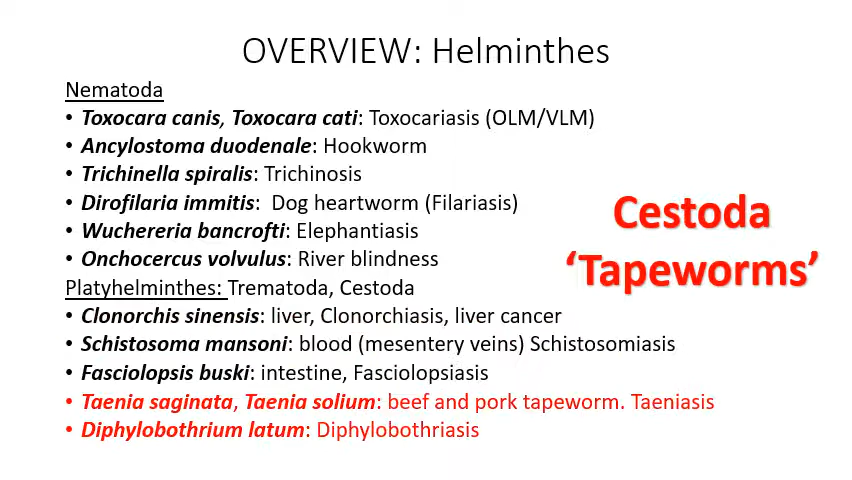 OVERVIEW: Helminthes
Nematoda
• Toxocara canis, Toxocara cati: Toxocariasis (OLM/VLM)
• Ancylostoma duodenale: Hookworm
• Trichinella spiralis: Trichinosis
• Dirofilaria immitis: Dog heartworm (Filariasis)
• Wuchereria bancrofti: Elephantiasis
• Onchocercus volvulus: River blindness
Platyhelminthes: Trematoda, Cestoda
• Clonorchis sinensis: liver, Clonorchiasis, liver cancer
• Schistosoma mansoni: blood (mesentery veins) Schistosomiasis
• Fasciolopsis buski: intestine, Fasciolopsiasis
• Taenia saginata, Taenia solium: beef and pork tapeworm. Taeniasis
• Diphylobothrium latum: Diphylobothriasis
Cestoda
‘Tapeworms’